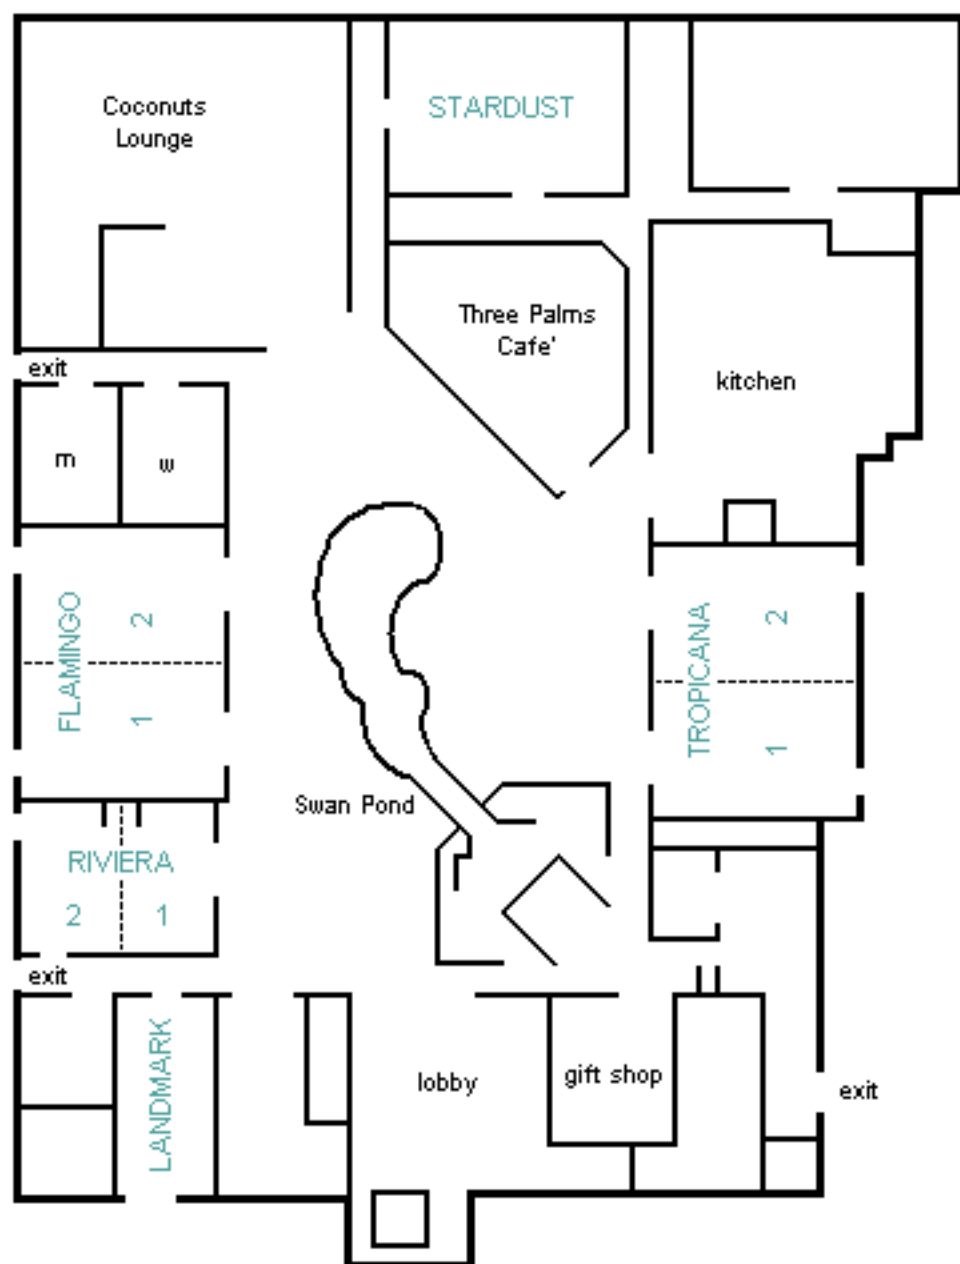 Coconuts
Lounge
STARDUST
Three Palms
Cafe'
exit
kitchen
m
w
FLAMINGO
2
1
TROPICANA
2
1
Swan Pond
RIVIERA
2
1
exit
LANDMARK
lobby
gift shop
exit